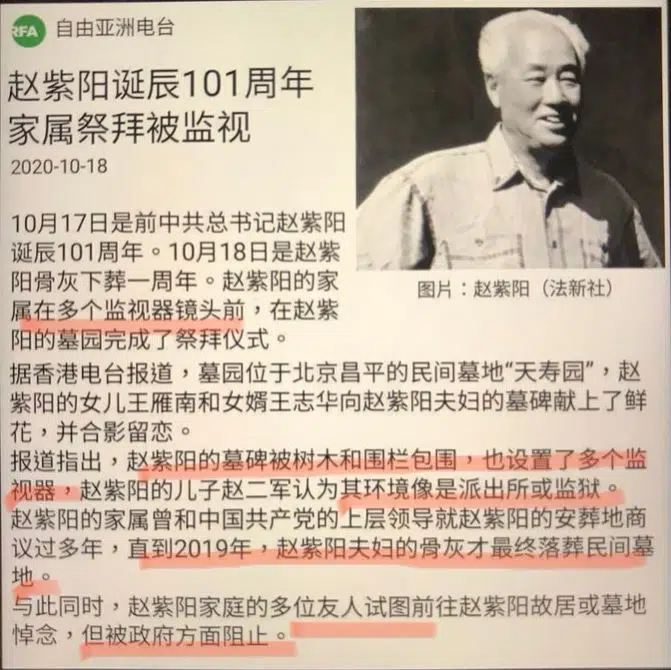 RFA 自由亚洲电台
赵紫阳诞辰101周年
家属祭拜被监视
2020-10-18
10月17日是前中共总书记赵紫阳
诞辰101周年。10月18日是赵紫
阳骨灰下葬一周年。赵紫阳的家
属在多个监视器镜头前，在赵紫
阳的墓园完成了祭拜仪式。
图片：赵紫阳（法新社）
据香港电台报道，墓园位于北京昌平的民间墓地“天寿园”，赵
紫阳的女儿王雁南和女婿王志华向赵紫阳夫妇的墓碑献上了鲜
花，并合影留恋。
报道指出，赵紫阳的墓碑被树木和围栏包围，也设置了多个监
视器，赵紫阳的儿子赵二军认为其环境像是派出所或监狱。
赵紫阳的家属曾和中国共产党的上层领导就赵紫阳的安葬地商
议过多年，直到2019年，赵紫阳夫妇的骨灰才最终落葬民间墓
地。
与此同时，赵紫阳家庭的多位友人试图前往赵紫阳故居或墓地
悼念，但被政府方面阻止。